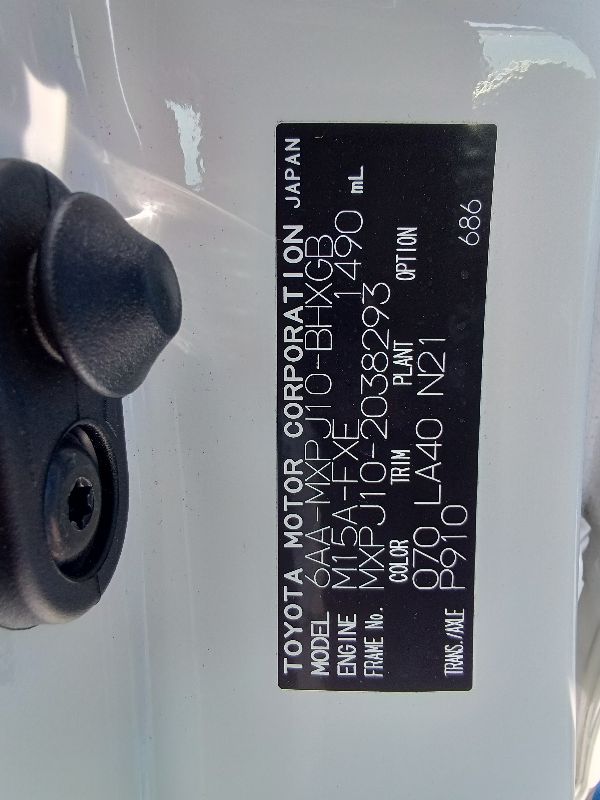 TOYOTA MOTOR CORPORATION JAPAN
MODEL 6AA-MXPJ10-BHXGB
ENGINE M15A-FXE 1490 mL
FRAME No. MXPJ10-2038293
COLOR TRIM PLANT OPTION
070 LA40 N21
TRANS./AXLE P910 686